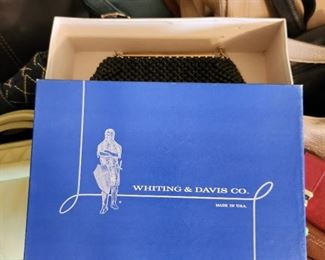 WHITING & DAVIS CO.
MADE IN U.S.A.